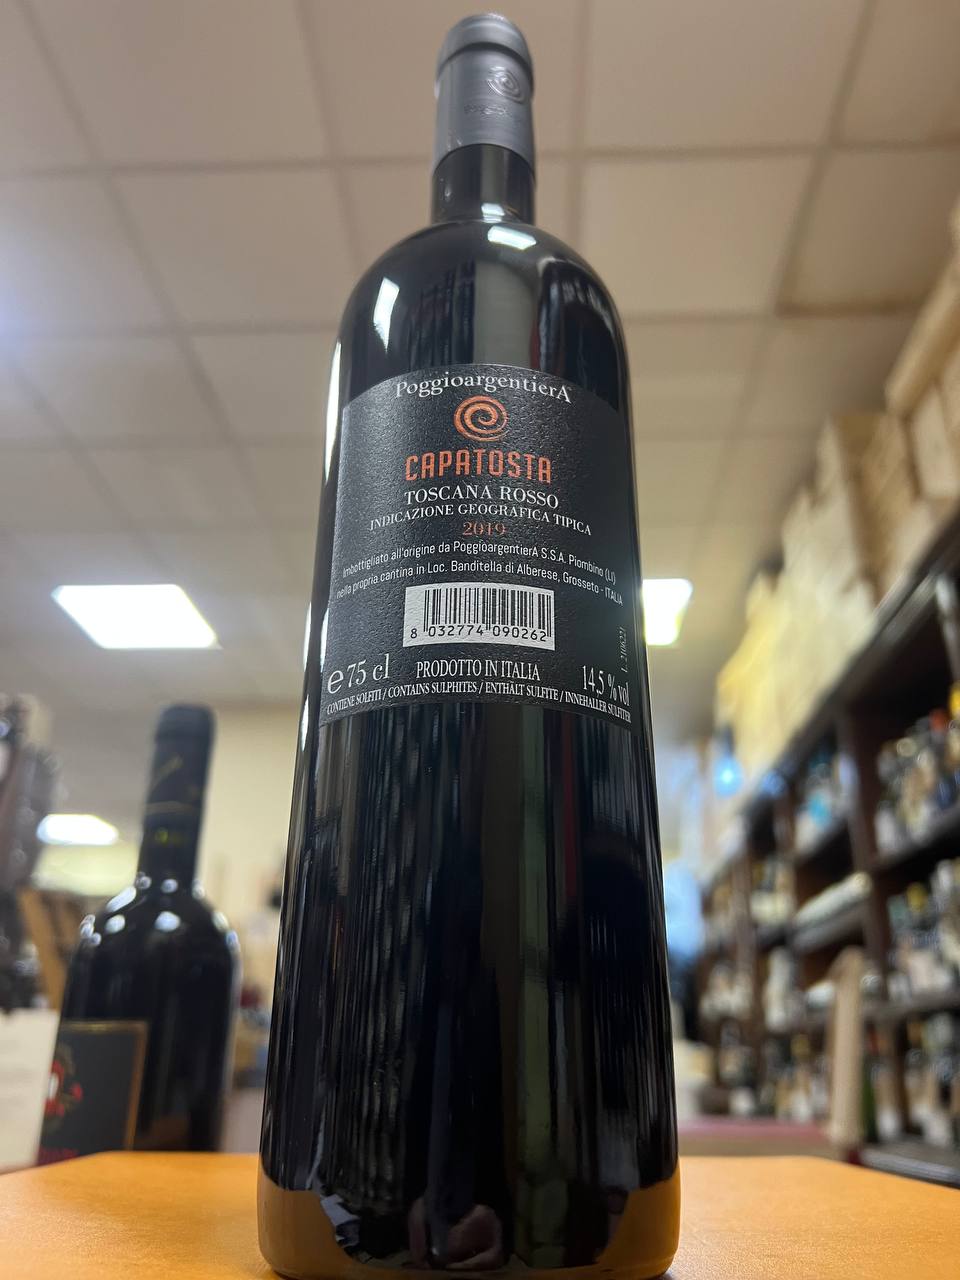 PoggioargentierA
CAPATOSTA
TOSCANA ROSSO
INDICAZIONE GEOGRAFICA TIPICA
2019
Imbottigliato all'origine da PoggioargentierA S.S.A. Piombino (LI)
nella propria cantina in Loc. Banditella di Alberese, Grosseto - ITALIA
8 032774 090262
L. 210621
e 75 cl
PRODOTTO IN ITALIA
14,5 % vol
CONTIENE SOLFITI / CONTAINS SULPHITES / ENTHÄLT SULFITE / INNEHALLER SULFITER